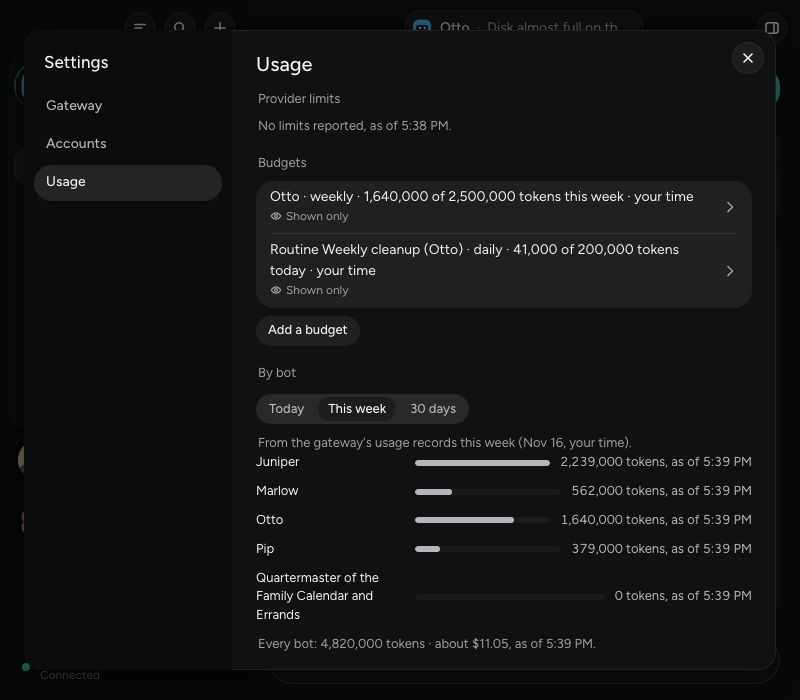 Otto · Disk almost full on th
Settings
Gateway
Accounts
Usage
Usage
Provider limits
No limits reported, as of 5:38 PM.
Budgets
Otto · weekly · 1,640,000 of 2,500,000 tokens this week · your time
Shown only
Routine Weekly cleanup (Otto) · daily · 41,000 of 200,000 tokens
today · your time
Shown only
Add a budget
By bot
Today This week 30 days
From the gateway's usage records this week (Nov 16, your time).
Juniper 2,239,000 tokens, as of 5:39 PM
Marlow 562,000 tokens, as of 5:39 PM
Otto 1,640,000 tokens, as of 5:39 PM
Pip 379,000 tokens, as of 5:39 PM
Quartermaster of the
Family Calendar and
Errands
0 tokens, as of 5:39 PM
Every bot: 4,820,000 tokens · about $11.05, as of 5:39 PM.
Connected